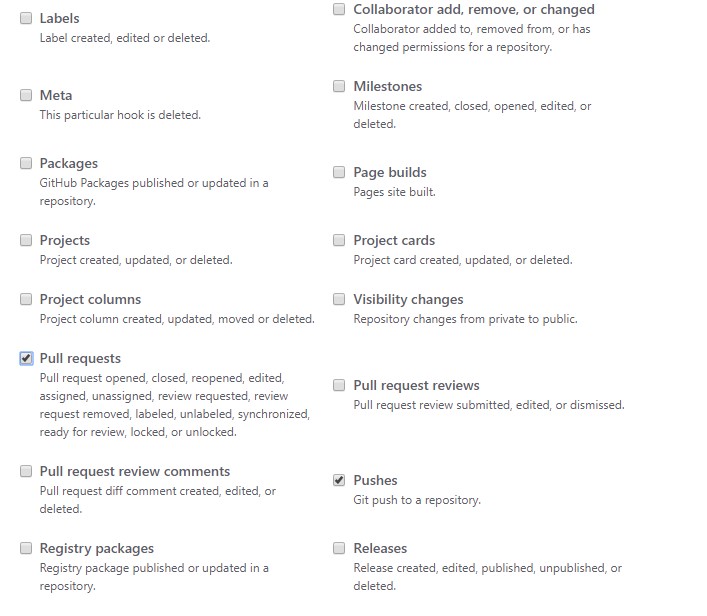 Labels
Label created, edited or deleted.
Collaborator add, remove, or changed
Collaborator added to, removed from, or has
changed permissions for a repository.
Meta
This particular hook is deleted.
Milestones
Milestone created, closed, opened, edited, or
deleted.
Packages
GitHub Packages published or updated in a
repository.
Page builds
Pages site built.
Projects
Project created, updated, or deleted.
Project cards
Project card created, updated, or deleted.
Project columns
Project column created, updated, moved or deleted.
Visibility changes
Repository changes from private to public.
Pull requests
Pull request opened, closed, reopened, edited,
assigned, unassigned, review requested, review
request removed, labeled, unlabeled, synchronized,
ready for review, locked, or unlocked.
Pull request reviews
Pull request review submitted, edited, or dismissed.
Pull request review comments
Pull request diff comment created, edited, or
deleted.
Pushes
Git push to a repository.
Registry packages
Registry package published or updated in a
repository.
Releases
Release created, edited, published, unpublished, or
deleted.